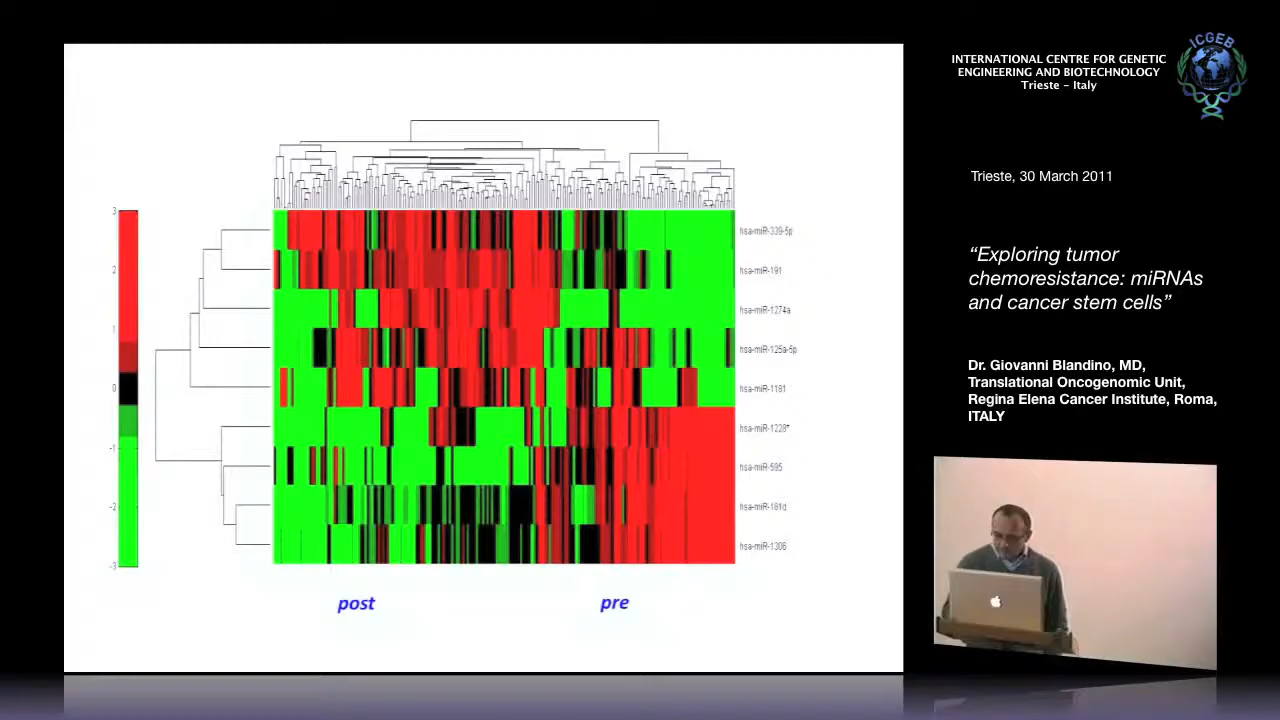 INTERNATIONAL CENTRE FOR GENETIC
ENGINEERING AND BIOTECHNOLOGY
Trieste – Italy
ICGEB
Trieste, 30 March 2011
“Exploring tumor
chemoresistance: miRNAs
and cancer stem cells”
Dr. Giovanni Blandino, MD,
Translational Oncogenomic Unit,
Regina Elena Cancer Institute, Roma,
ITALY
3
2
1
0
-1
-2
-3
hsa-miR-339-5p
hsa-miR-191
hsa-miR-1274a
hsa-miR-125a-5p
hsa-miR-1181
hsa-miR-1228*
hsa-miR-595
hsa-miR-181d
hsa-miR-1306
post
pre